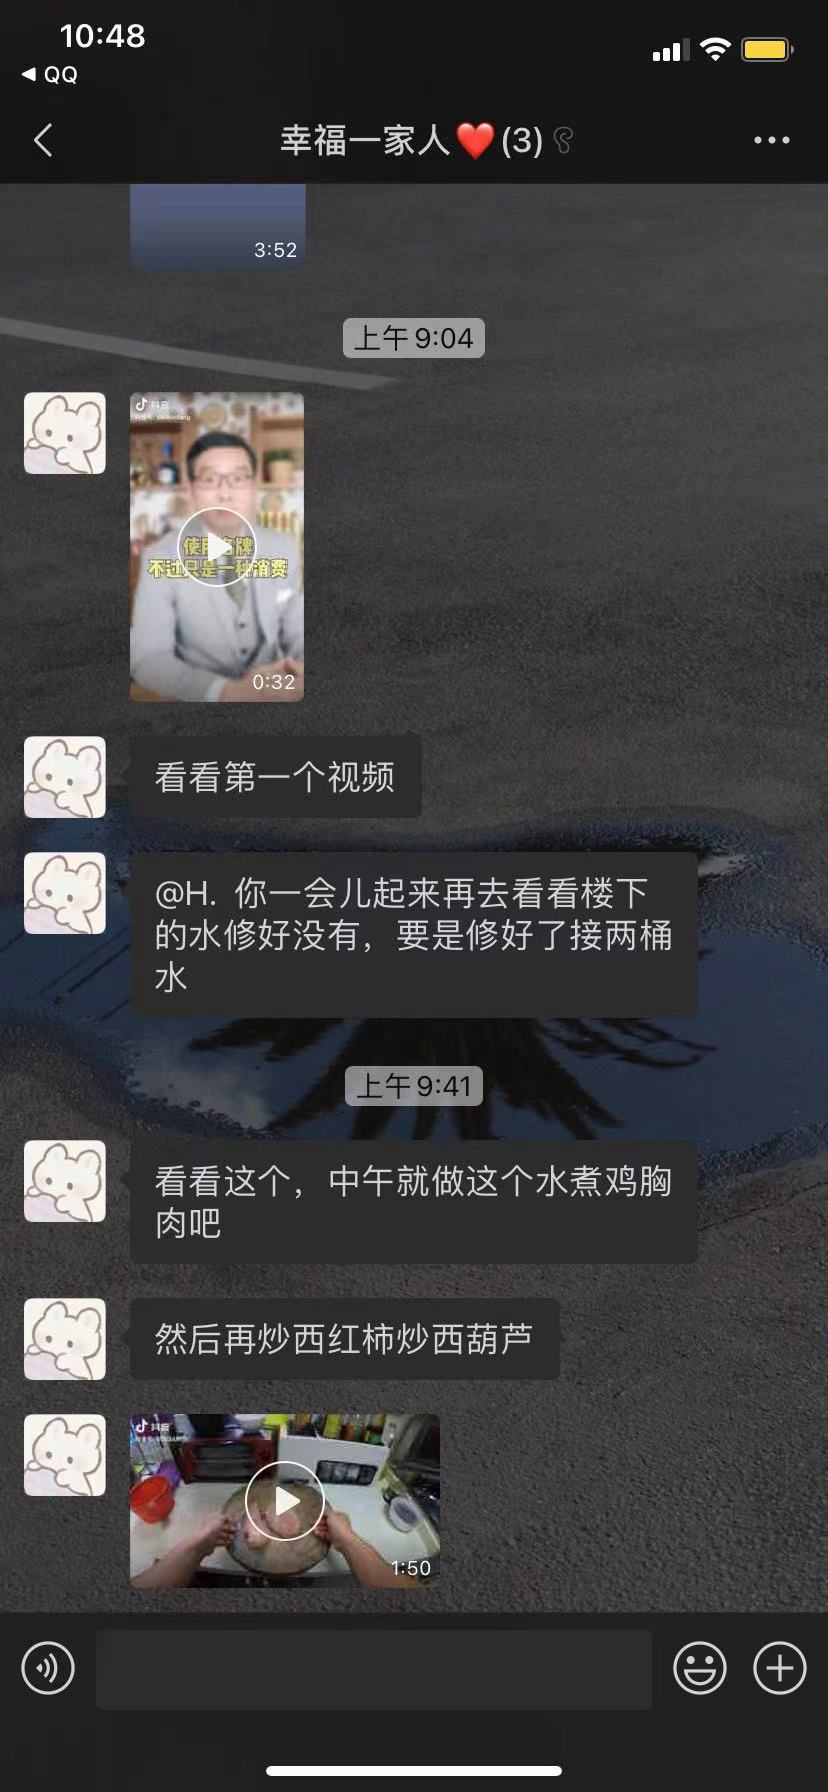 10:48
QQ
幸福一家人❤️(3)
3:52
上午9:04
抖音
不过只是一种消费
0:32
看看第一个视频
@H. 你一会儿起来再去看看楼下
的水修好没有，要是修好了接两桶
水
上午9:41
看看这个，中午就做这个水煮鸡胸
肉吧
然后再炒西红柿炒西葫芦
抖音
1:50